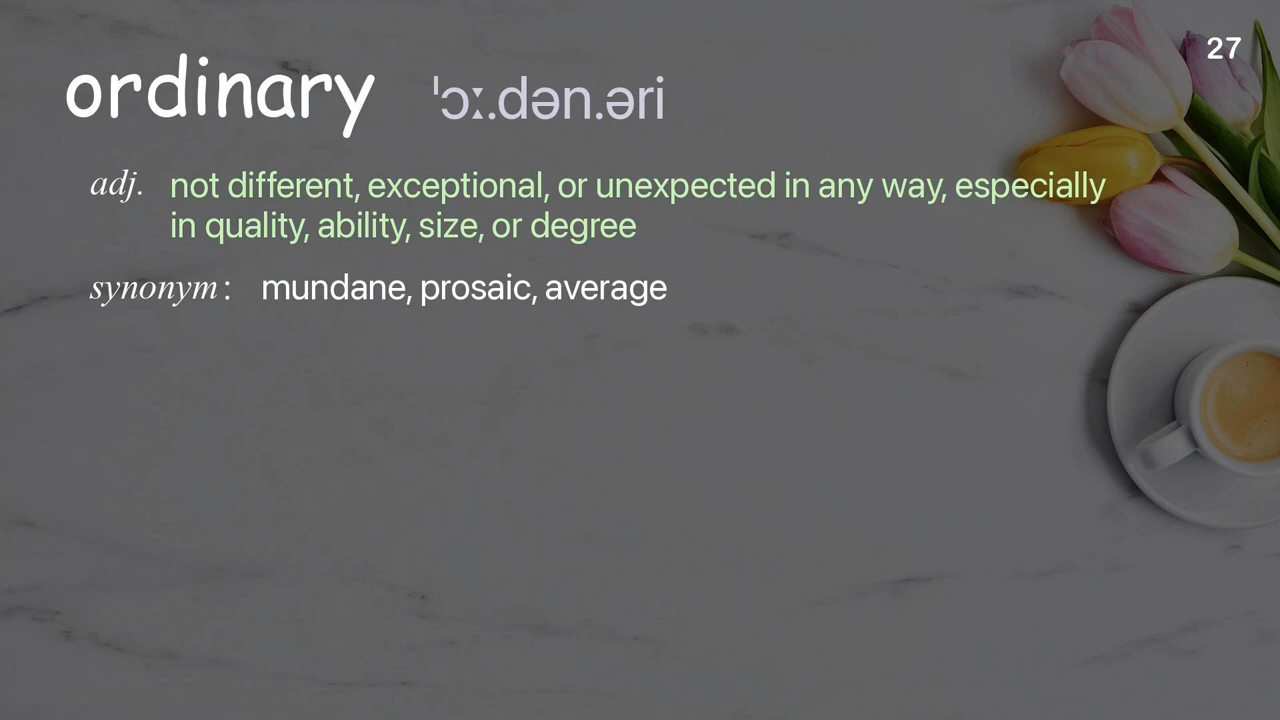 27
ordinary ˈɔː.dən.əri
adj. not different, exceptional, or unexpected in any way, especially
in quality, ability, size, or degree
synonym : mundane, prosaic, average